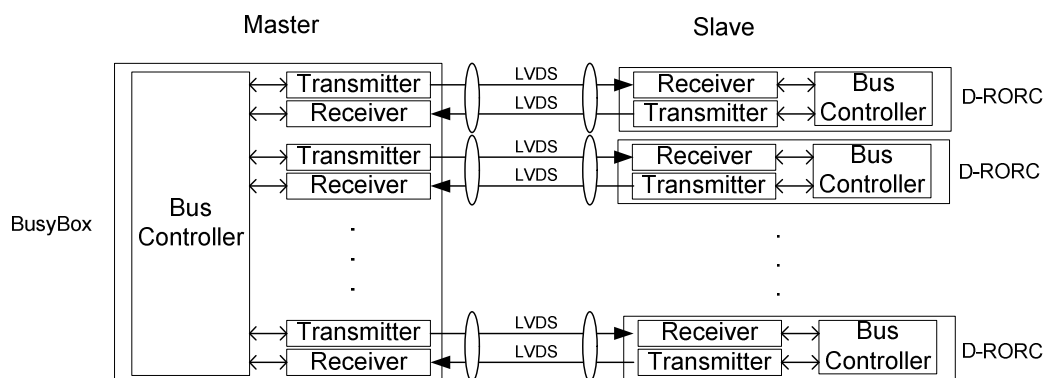 Master
Slave
LVDS
Transmitter
Receiver
Bus
Controller
D-RORC
LVDS
Receiver
Transmitter
LVDS
Transmitter
Receiver
Bus
Controller
D-RORC
LVDS
Receiver
Transmitter
BusyBox
Bus
Controller
.
.
.
.
.
.
LVDS
Transmitter
Receiver
Bus
Controller
D-RORC
LVDS
Receiver
Transmitter